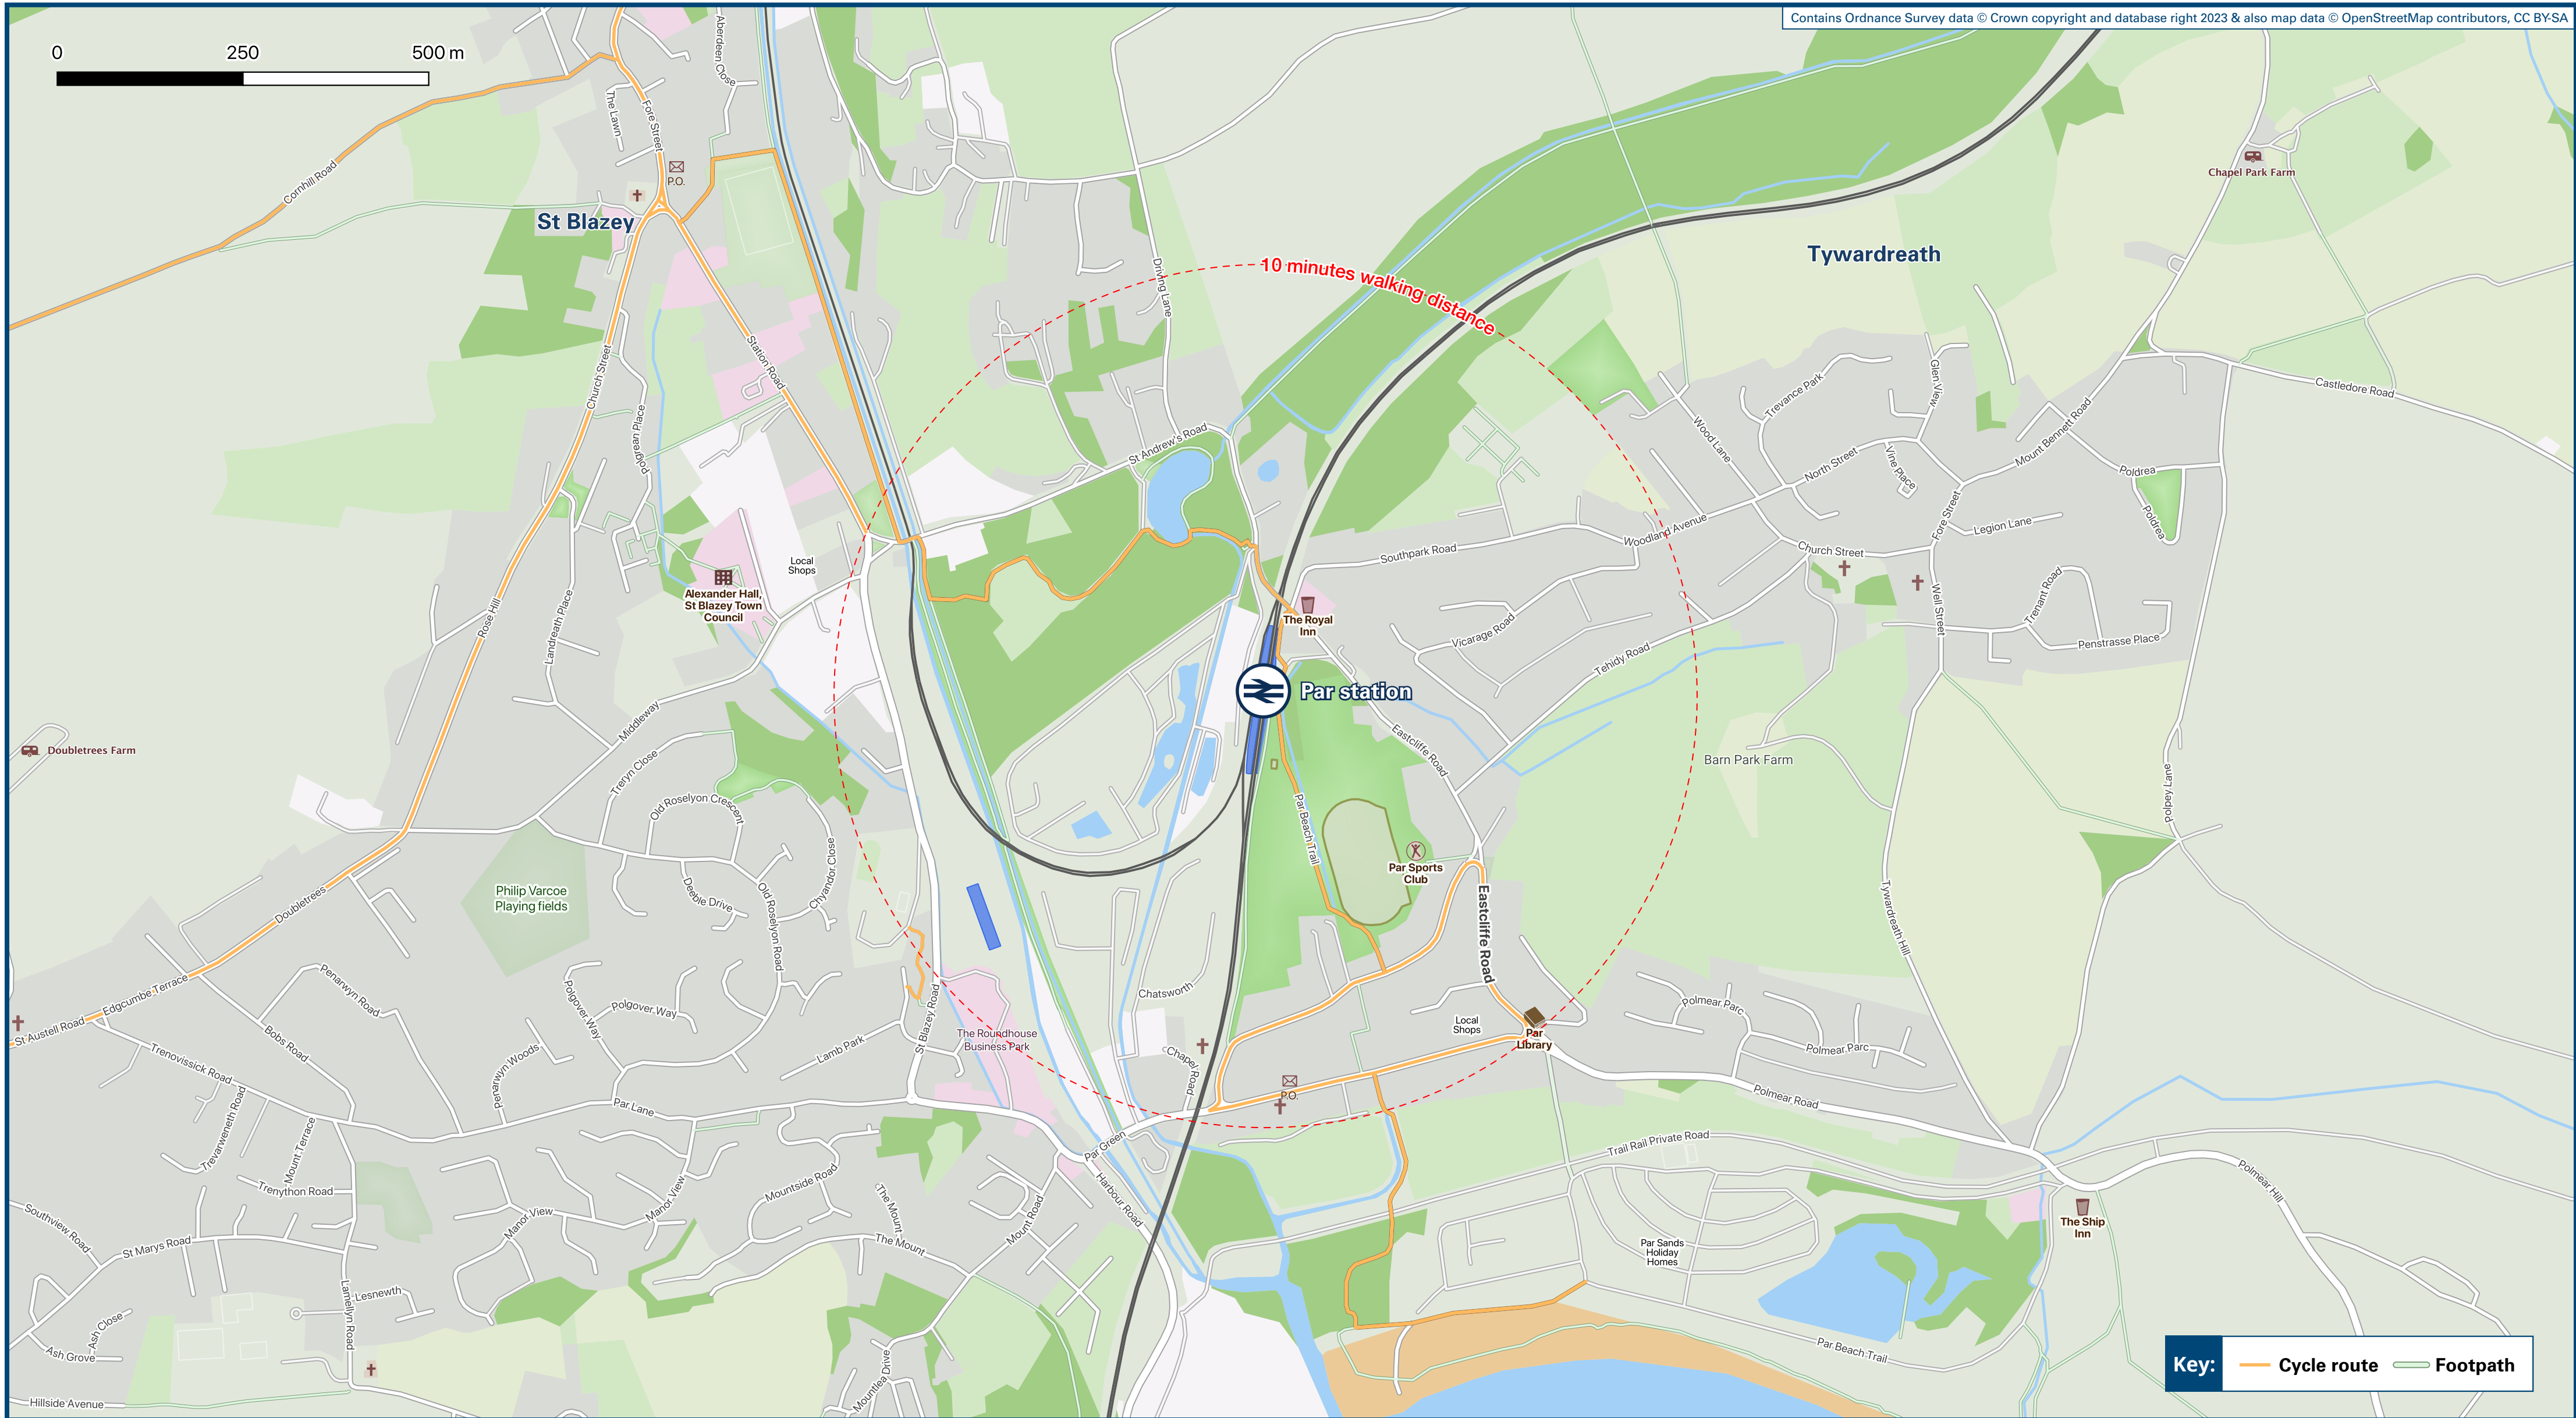 Contains Ordnance Survey data © Crown copyright and database right 2023 & also map data © OpenStreetMap contributors, CC BY-SA
0 250 500 m
Aberdeen Close
The Lawn
Fore Street
P.O.
Cornhill Road
St Blazey
Chapel Park Farm
Tywardreath
10 minutes walking distance
Driving Lane
Station Road
Church Street
Polgrean Place
St Andrew's Road
Trevance Park
Glen View
Castledore Road
Wood Lane
North Street
Vine Place
Mount Bennett Road
Poldrea
Poldrea
Fore Street
Legion Lane
Woodland Avenue
Southpark Road
Church Street
Local
Shops
Alexander Hall,
St Blazey Town
Council
Rose Hill
Landreath Place
The Royal
Inn
Vicarage Road
Tehidy Road
Well Street
Trenant Road
Penstrasse Place
Par station
Middleway
Doubletrees Farm
Treryn Close
Eastcliffe Road
Barn Park Farm
Polpey Lane
Old Roselyon Crescent
Par Beach Trail
Chyandor Close
Par Sports
Club
Philip Varcoe
Playing fields
Deeble Drive
Old Roselyon Road
Doubletrees
Eastcliffe Road
Tywardreath Hill
Edgcumbe Terrace
St Austell Road
Penarwyn Road
Polgover Way
Polgover Way
Chatsworth
St Blazey Road
The Roundhouse
Business Park
Local
Shops
Par
Library
Polmear Parc
Polmear Parc
Bobs Road
Lamb Park
Chapel Road
Trenovissick Road
Penarwyn Woods
P.O.
Polmear Road
Par Lane
Trevarweneth Road
Mount Terrace
Par Green
Trail Rail Private Road
Trenython Road
Mountside Road
Manor View
Manor View
The Mount
The Mount
Mount Road
Harbour Road
Polmear Hill
Southview Road
St Marys Road
The Ship
Inn
Par Sands
Holiday
Homes
Lamellyn Road
Lesnewth
Ash Close
Ash Grove
Par Beach Trail
Mountlea Drive
Hillside Avenue
Key: Cycle route Footpath